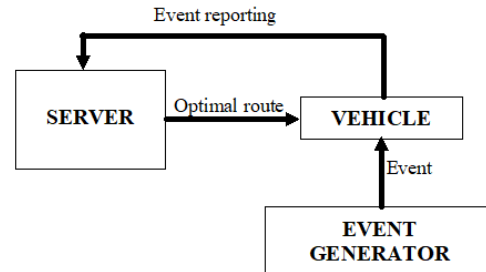 Event reporting
SERVER
Optimal route
VEHICLE
Event
EVENT
GENERATOR